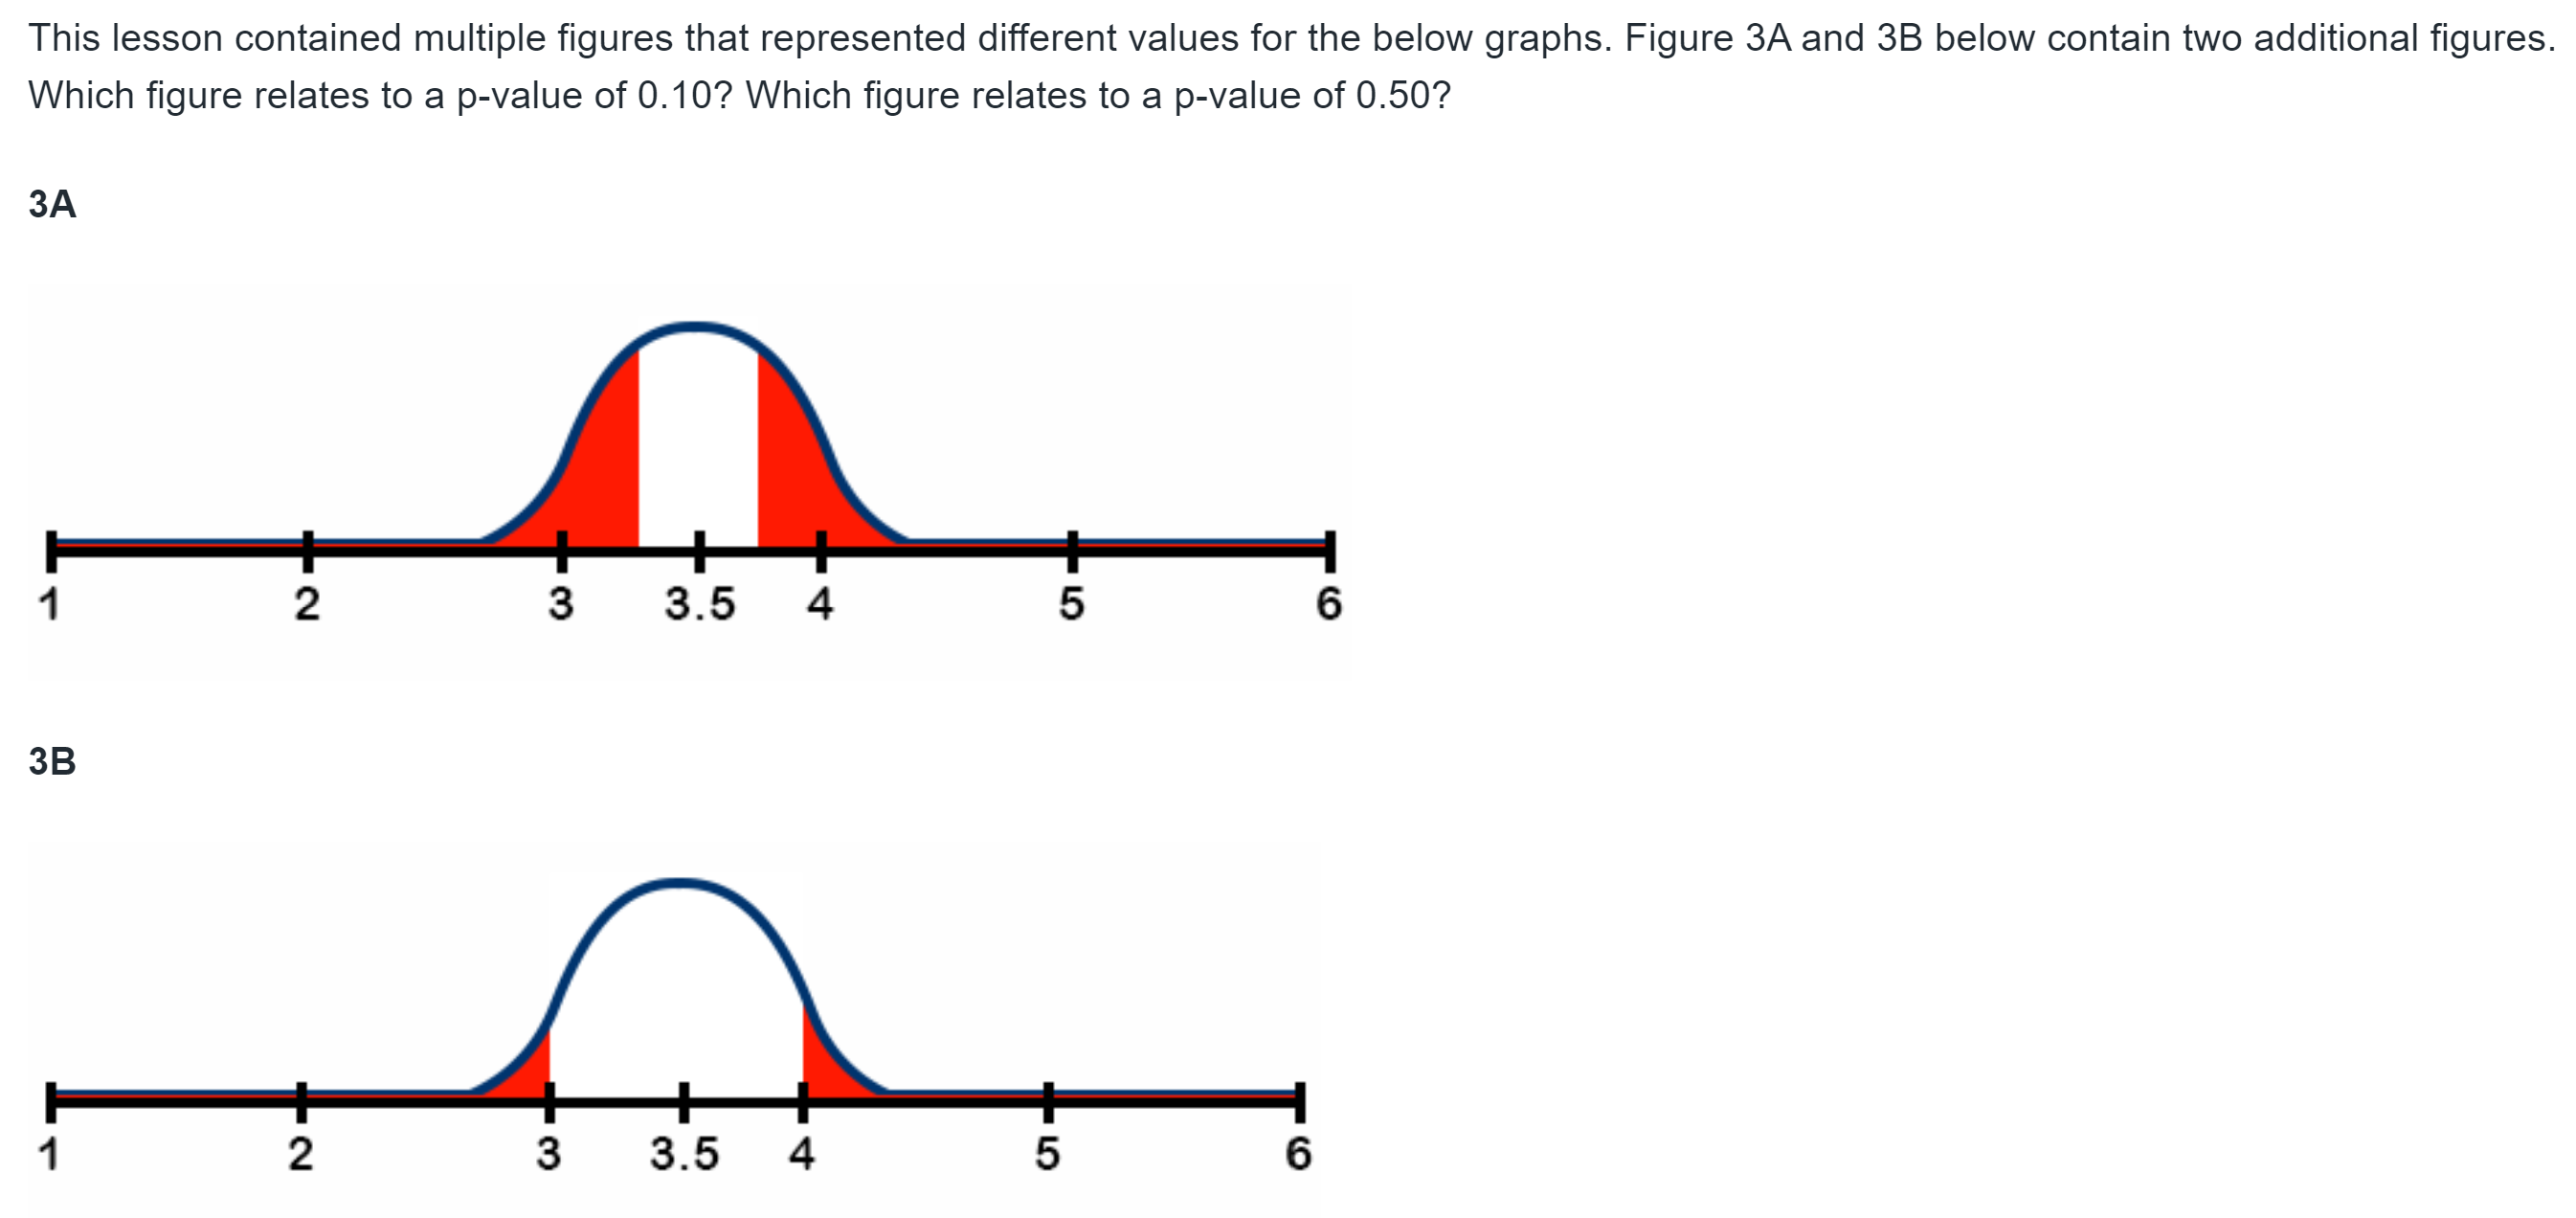 This lesson contained multiple figures that represented different values for the below graphs. Figure 3A and 3B below contain two additional figures.
Which figure relates to a p-value of 0.10? Which figure relates to a p-value of 0.50?
3A
1 2 3 3.5 4 5 6
3B
1 2 3 3.5 4 5 6